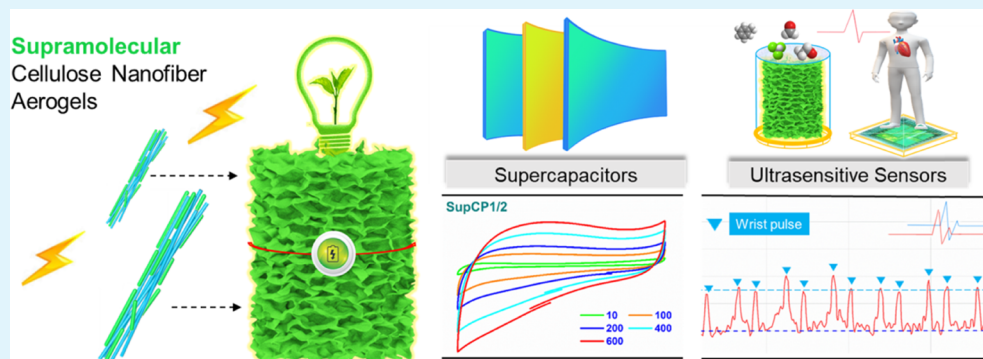 Supramolecular
Cellulose Nanofiber
Aerogels
Supercapacitors
Ultrasensitive Sensors
SupCP1/2
10
100
200
400
600
Wrist pulse